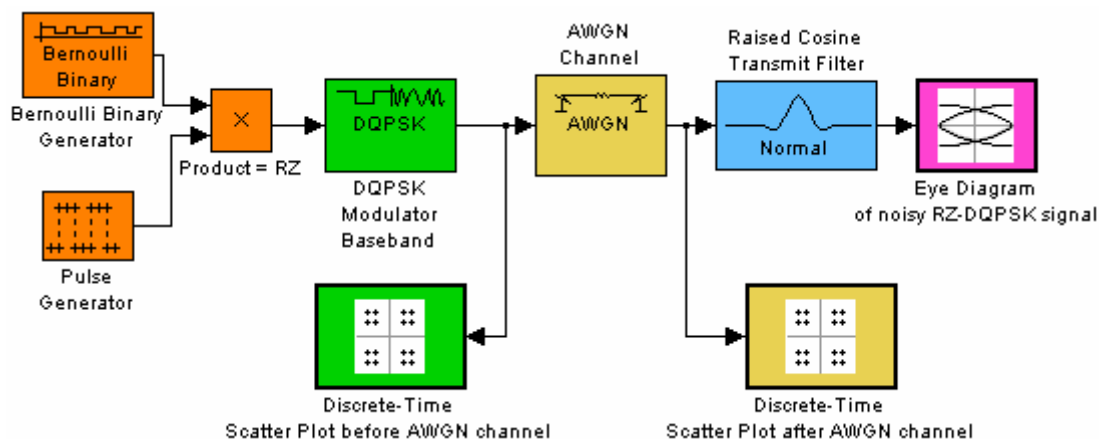 Bernoulli
Binary
Bernoulli Binary
Generator
×
Product = RZ
Pulse
Generator
DQPSK
DQPSK
Modulator
Baseband
AWGN
Channel
AWGN
Raised Cosine
Transmit Filter
Normal
Eye Diagram
of noisy RZ-DQPSK signal
Discrete-Time
Scatter Plot before AWGN channel
Discrete-Time
Scatter Plot after AWGN channel